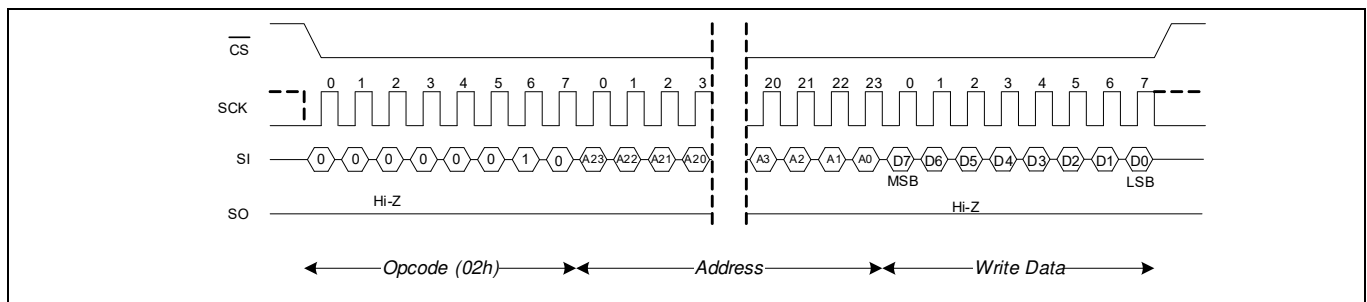 CS
0 1 2 3 4 5 6 7 0 1 2 3 20 21 22 23 0 1 2 3 4 5 6 7
SCK
SI 0 0 0 0 0 0 1 0 A23 A22 A21 A20 A3 A2 A1 A0 D7 D6 D5 D4 D3 D2 D1 D0
MSB LSB
Hi-Z Hi-Z
SO
Opcode (02h) Address Write Data